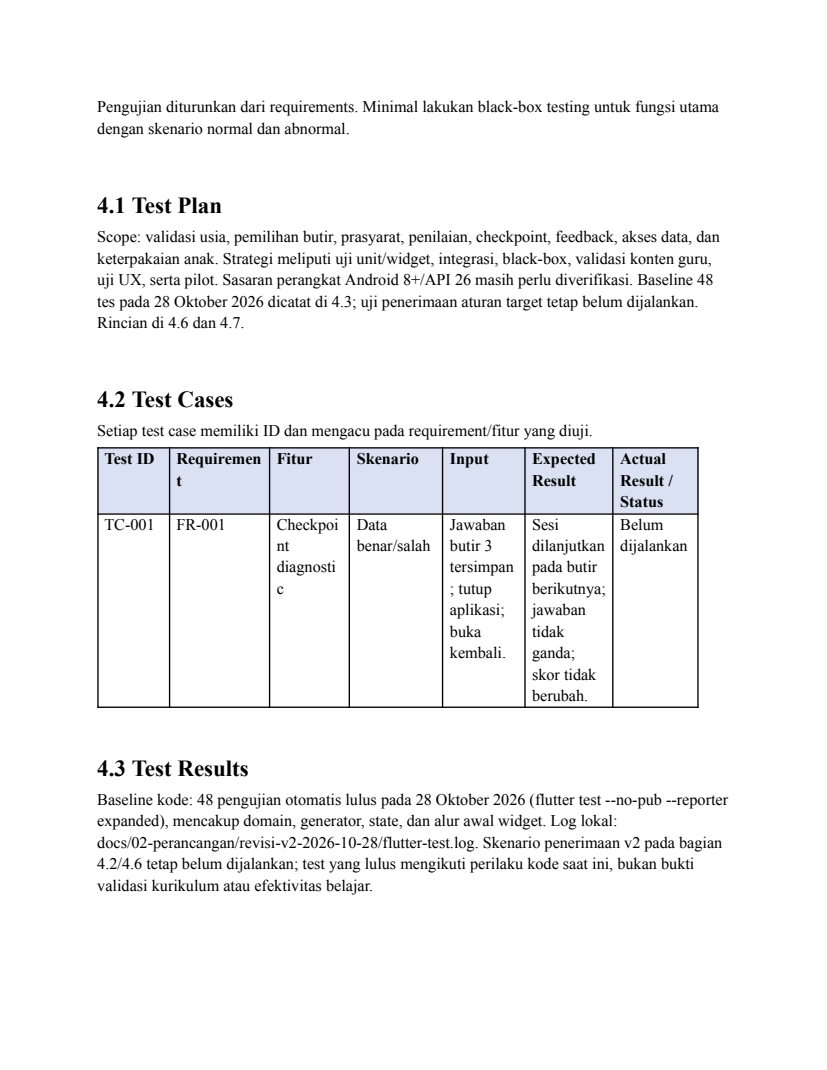 Pengujian diturunkan dari requirements. Minimal lakukan black-box testing untuk fungsi utama
dengan skenario normal dan abnormal.
4.1 Test Plan
Scope: validasi usia, pemilihan butir, prasyarat, penilaian, checkpoint, feedback, akses data, dan
keterpakaian anak. Strategi meliputi uji unit/widget, integrasi, black-box, validasi konten guru,
uji UX, serta pilot. Sasaran perangkat Android 8+/API 26 masih perlu diverifikasi. Baseline 48
tes pada 28 Oktober 2026 dicatat di 4.3; uji penerimaan aturan target tetap belum dijalankan.
Rincian di 4.6 dan 4.7.
4.2 Test Cases
Setiap test case memiliki ID dan mengacu pada requirement/fitur yang diuji.
Test ID
Requiremen
t
Fitur
Skenario
Input
Expected
Result
Actual
Result /
Status
TC-001
FR-001
Checkpoi
nt
diagnosti
c
Data
benar/salah
Jawaban
butir 3
tersimpan
; tutup
aplikasi;
buka
kembali.
Sesi
dilanjutkan
pada butir
berikutnya;
jawaban
tidak
ganda;
skor tidak
berubah.
Belum
dijalankan
4.3 Test Results
Baseline kode: 48 pengujian otomatis lulus pada 28 Oktober 2026 (flutter test --no-pub --reporter
expanded), mencakup domain, generator, state, dan alur awal widget. Log lokal:
docs/02-perancangan/revisi-v2-2026-10-28/flutter-test.log. Skenario penerimaan v2 pada bagian
4.2/4.6 tetap belum dijalankan; test yang lulus mengikuti perilaku kode saat ini, bukan bukti
validasi kurikulum atau efektivitas belajar.